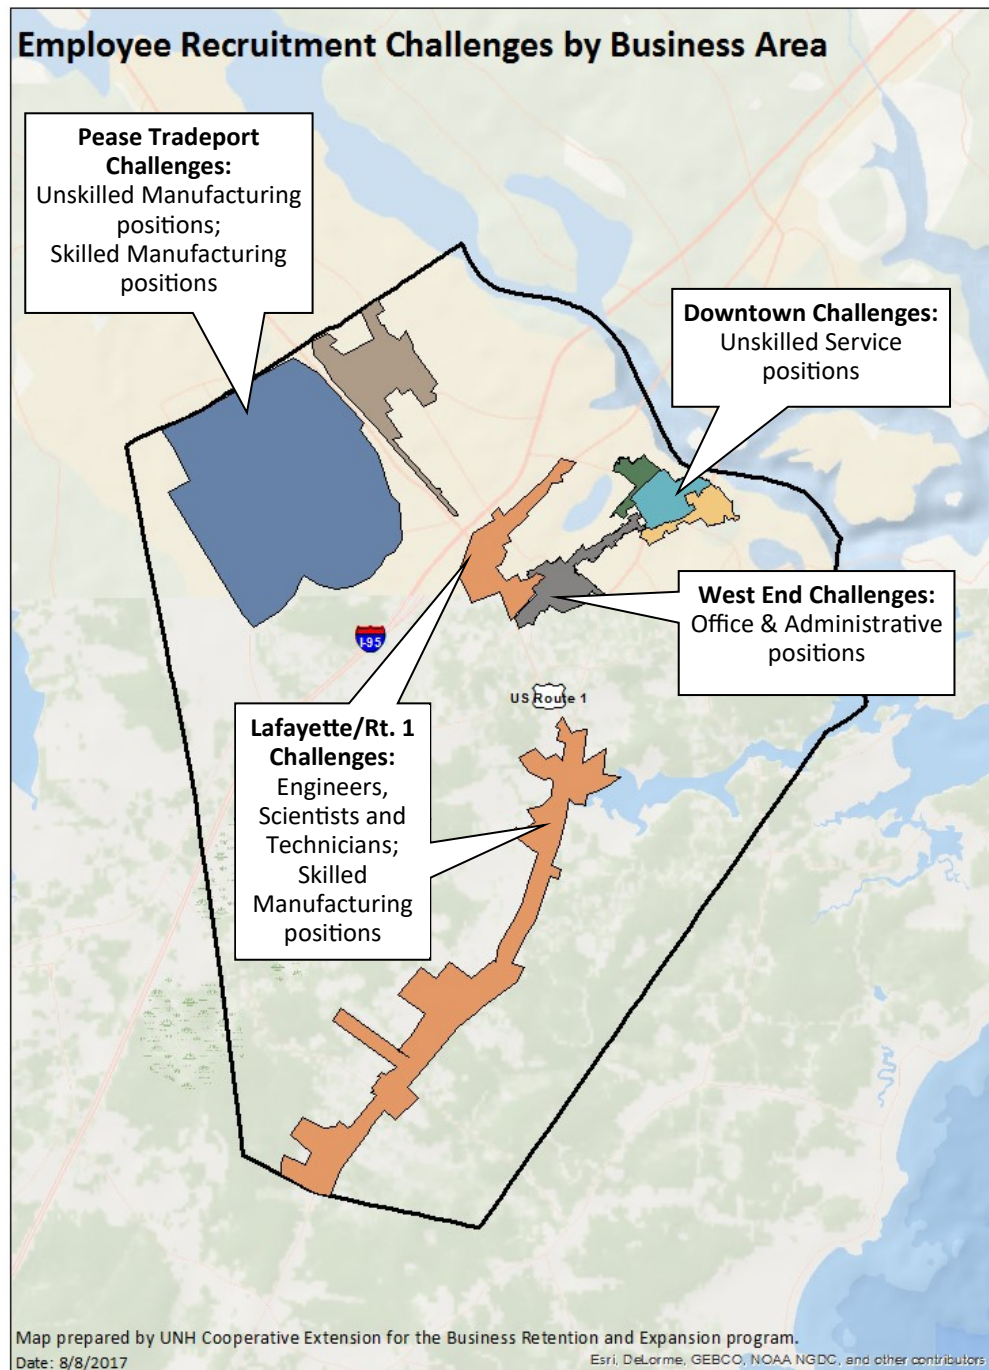 Employee Recruitment Challenges by Business Area
Pease Tradeport
Challenges:
Unskilled Manufacturing
positions;
Skilled Manufacturing
positions
Downtown Challenges:
Unskilled Service
positions
West End Challenges:
Office & Administrative
positions
I-95
US Route 1
Lafayette/Rt. 1
Challenges:
Engineers,
Scientists and
Technicians;
Skilled
Manufacturing
positions
Map prepared by UNH Cooperative Extension for the Business Retention and Expansion program.
Date: 8/8/2017
Esri, DeLorme, GEBCO, NOAA NGDC, and other contributors